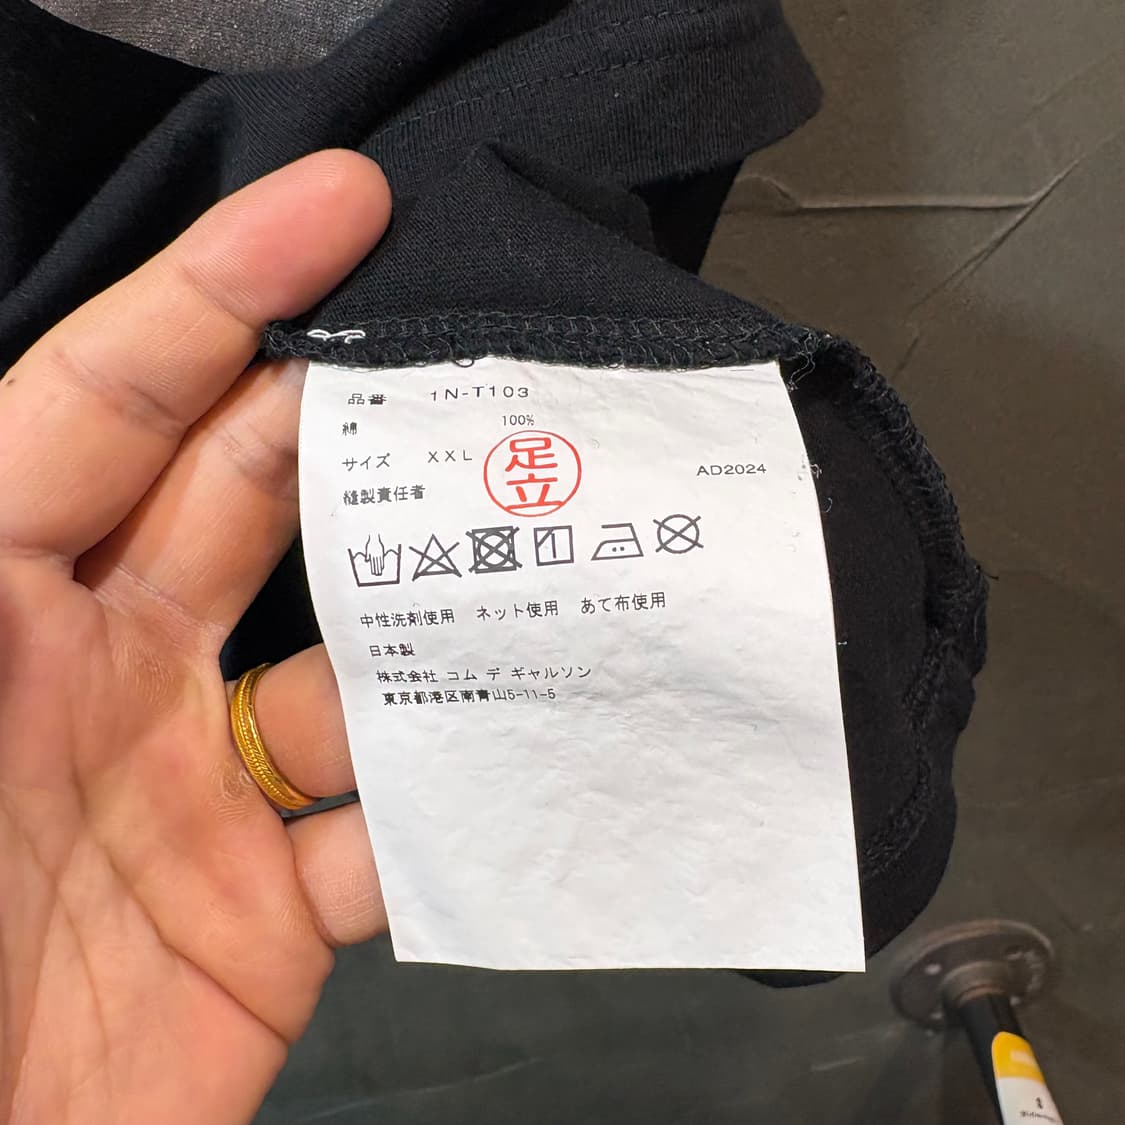 品番 1N-T103
綿 100%
サイズ XXL
AD2024
縫製責任者 足立
中性洗剤使用 ネット使用 あて布使用
日本製
株式会社 コム デ ギャルソン
東京都港区南青山5-11-5